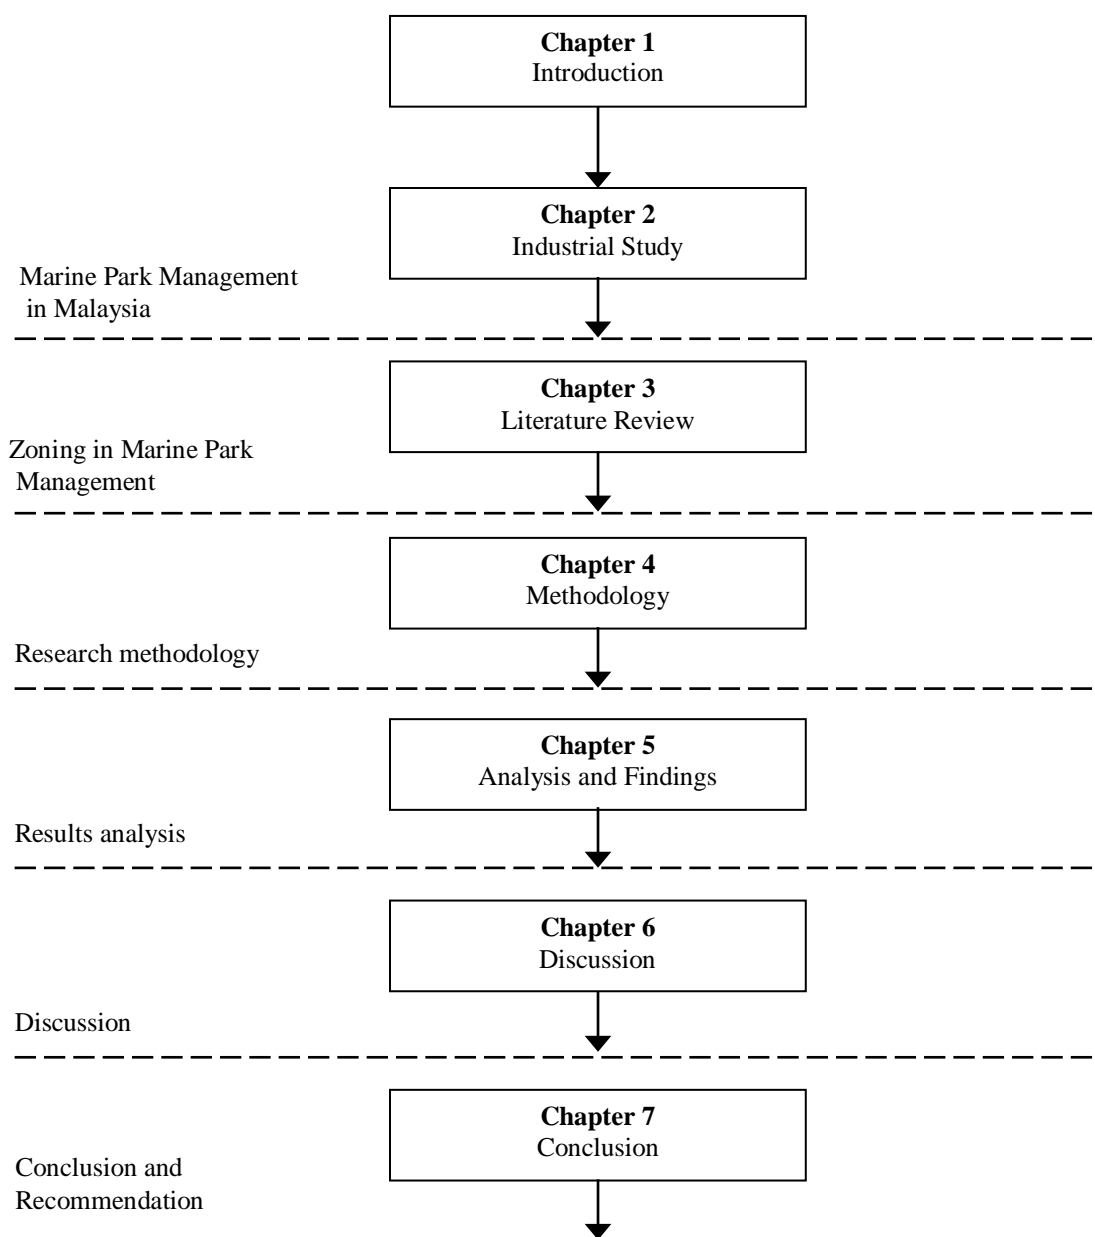 Chapter 1
Introduction
Chapter 2
Industrial Study
Marine Park Management
in Malaysia
Chapter 3
Literature Review
Zoning in Marine Park
Management
Chapter 4
Methodology
Research methodology
Chapter 5
Analysis and Findings
Results analysis
Chapter 6
Discussion
Discussion
Chapter 7
Conclusion
Conclusion and
Recommendation